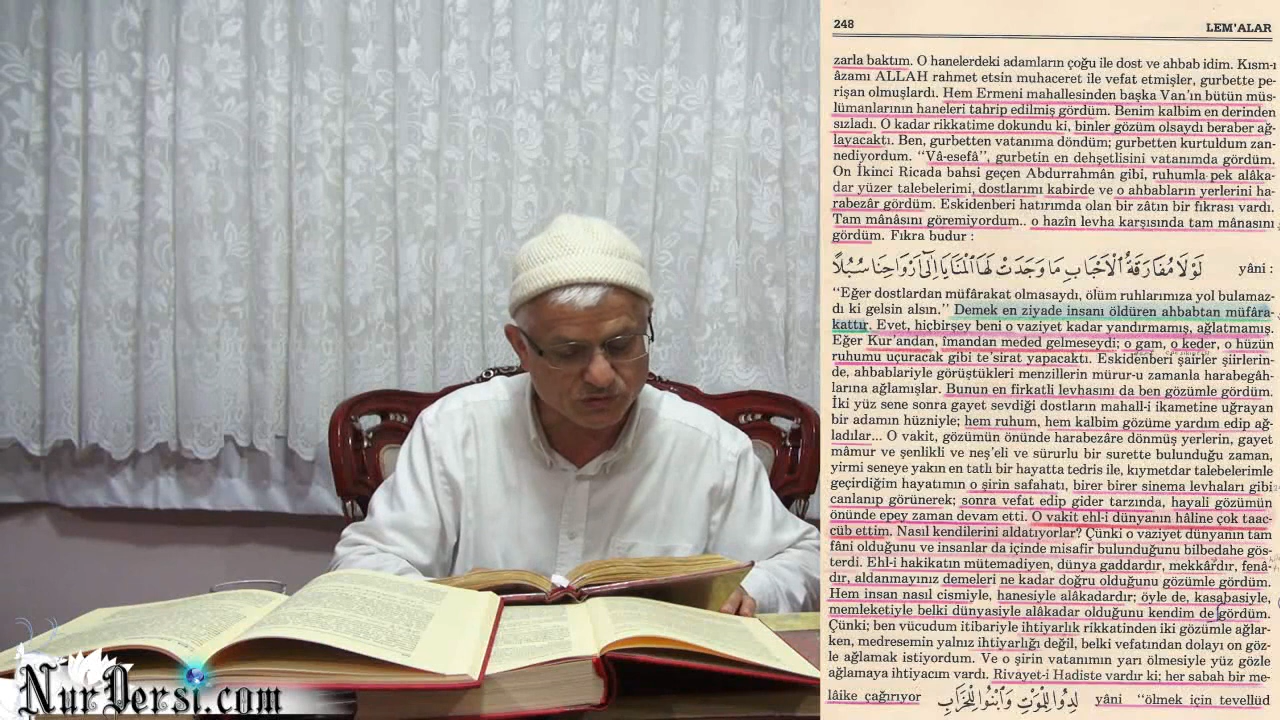 248
LEM'ALAR
zarla baktım. O hanelerdeki adamların çoğu ile dost ve ahbab idim. Kısm-ı
âzamı ALLAH rahmet etsin muhaceret ile vefat etmişler, gurbette pe-
rişan olmuşlardı. Hem Ermeni mahallesinden başka Van'ın bütün müs-
lümanlarının haneleri tahrip edilmiş gördüm. Benim kalbim en derinden
sızladı. O kadar rikkatime dokundu ki, binler gözüm olsaydı beraber ağ-
layacaktı. Ben, gurbetten vatanıma döndüm; gurbetten kurtuldum zan-
nediyordum. "Vâ-esefâ", gurbetin en dehşetlisini vatanımda gördüm.
On İkinci Ricada bahsi geçen Abdurrahmân gibi, ruhumla pek alâka-
dar yüzer talebelerimi, dostlarımı kabirde ve o ahbabların yerlerini ha-
rabezâr gördüm. Eskidenberi hatırımda olan bir zâtın bir fıkrası vardı.
Tam mânâsını göremiyordum.. o hazîn levha karşısında tam mânasını
gördüm. Fıkra budur :
لَوْلَا مُفَارَقَةُ الْاَحْبَابِ مَا وَجَدَتْ لَهَا الْمَنَايَا اِلَى اَرْوَاحِنَا سُبُلًا yâni :
"Eğer dostlardan müfârakat olmasaydı, ölüm ruhlarımıza yol bulamaz-
dı ki gelsin alsın." Demek en ziyade insanı öldüren ahbabtan müfâra-
kattır. Evet, hiçbirşey beni o vaziyet kadar yandırmamış, ağlatmamış.
Eğer Kur'andan, îmandan meded gelmeseydi; o gam, o keder, o hüzün
ruhumu uçuracak gibi te'sirat yapacaktı. Eskidenberi şairler şiirlerin-
de, ahbablariyle görüştükleri menzillerin mürur-u zamanla harabegâh-
larına ağlamışlar. Bunun en firkatli levhasını da ben gözümle gördüm.
İki yüz sene sonra gayet sevdiği dostların mahall-i ikametine uğrayan
bir adamın hüzniyle; hem ruhum, hem kalbim gözüme yardım edip ağ-
ladılar... O vakit, gözümün önünde harabezâre dönmüş yerlerin, gayet
mâmur ve şenlikli ve neş'eli ve sürurlu bir surette bulunduğu zaman,
yirmi seneye yakın en tatlı bir hayatta tedris ile, kıymetdar talebelerimle
geçirdiğim hayatımın o şirin safahatı, birer birer sinema levhaları gibi
canlanıp görünerek; sonra vefat edip gider tarzında, hayali gözümün
önünde epey zaman devam etti. O vakit ehl-i dünyanın hâline çok taac-
cüb ettim. Nasıl kendilerini aldatıyorlar? Çünki o vaziyet dünyanın tam
fâni olduğunu ve insanlar da içinde misafir bulunduğunu bilbedahe gös-
terdi. Ehl-i hakikatın mütemadiyen, dünya gaddardır, mekkârdır, fenâ-
dır, aldanmayınız demeleri ne kadar doğru olduğunu gözümle gördüm.
Hem insan nasıl cismiyle, hanesiyle alâkadardır; öyle de, kasabasiyle,
memleketiyle belki dünyasiyle alâkadar olduğunu kendim de gördüm.
Çünki; ben vücudum itibariyle ihtiyarlık rikkatinden iki gözümle ağlar-
ken, medresemin yalnız ihtiyarlığı değil, belki vefatından dolayı on göz-
le ağlamak istiyordum. Ve o şirin vatanımın yarı ölmesiyle yüz gözle
ağlamaya ihtiyacım vardı. Rivayet-i Hadiste vardır ki; her sabah bir me-
lâike çağırıyor لِدُوا لِلْمَوْتِ وَابْنُوا لِلْخَرَابِ yâni "ölmek için tevellüd
NurDersi.com